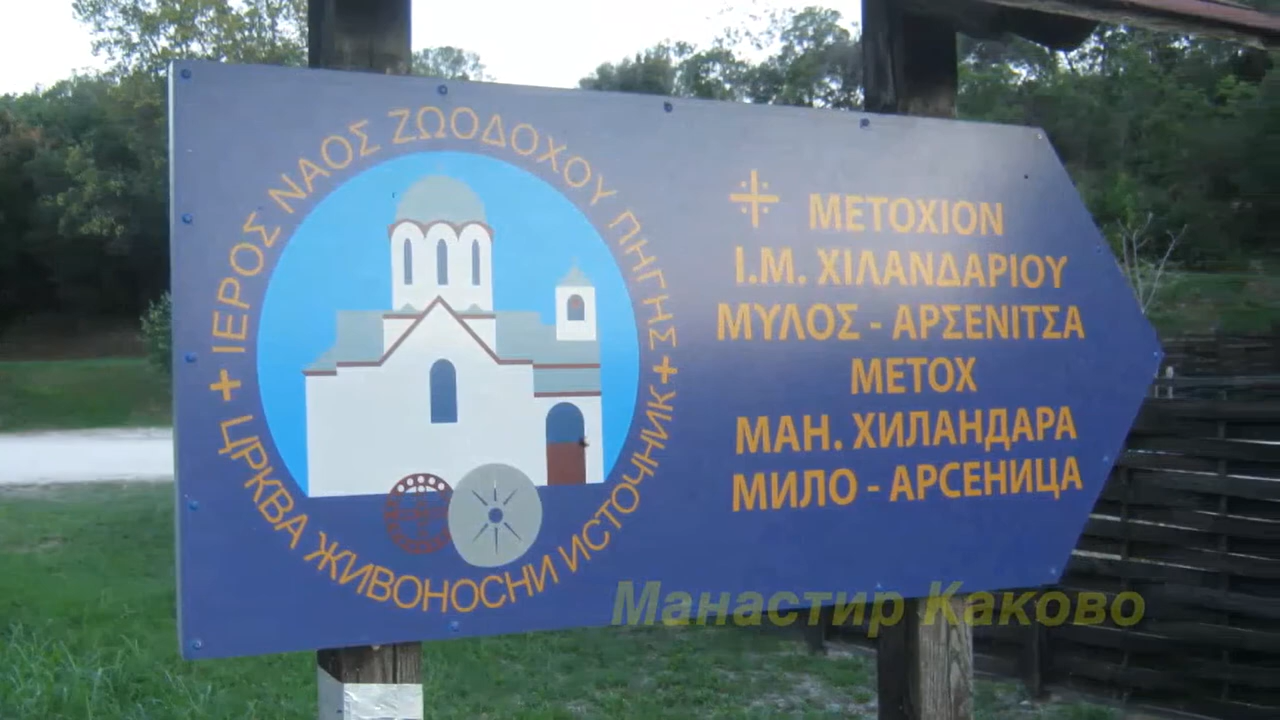 ΙΕΡΟΣ ΝΑΟΣ ΖΩΟΔΟΧΟΥ ΠΗΓΗΣ
ЦРКВА ЖИВОНОСНИ ИСТОЧНИК
ΜΕΤΟΧΙΟΝ
Ι.Μ. ΧΙΛΑΝΔΑΡΙΟΥ
ΜΥΛΟΣ - ΑΡΣΕΝΙΤΣΑ
МЕТОХ
МАН. ХИЛАНДАРА
МИЛО - АРСЕНИЦА
Манастир Каково